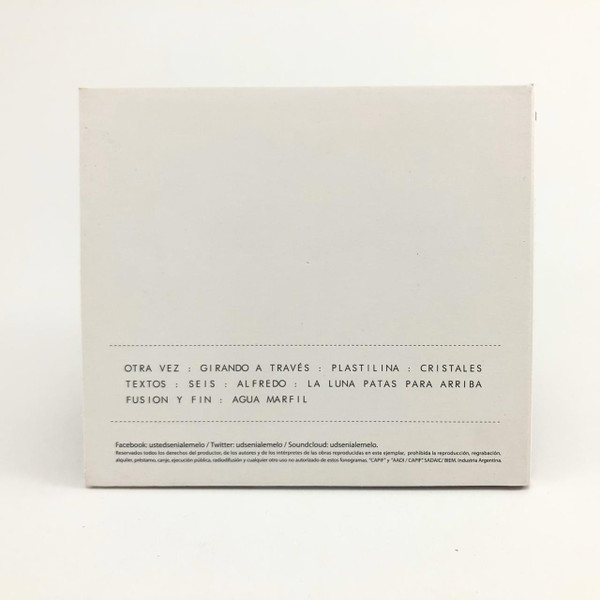 OTRA VEZ : GIRANDO A TRAVÉS : PLASTILINA : CRISTALES
TEXTOS : SEIS : ALFREDO : LA LUNA PATAS PARA ARRIBA
FUSION Y FIN : AGUA MARFIL
Facebook: ustedsenialemelo / Twitter: udsenialemelo / Soundcloud: udsenialemelo.
Reservados todos los derechos del productor, de los autores y de los intérpretes de las obras reproducidas en este ejemplar, prohibida la reproducción, regrabación,
alquiler, préstamo, canje, ejecución pública, radiodifusión y cualquier otro uso no autorizado de estos fonogramas. "CAPIF" y "AADI / CAPIF SADAIC/ BIEM. Industria Argentina.